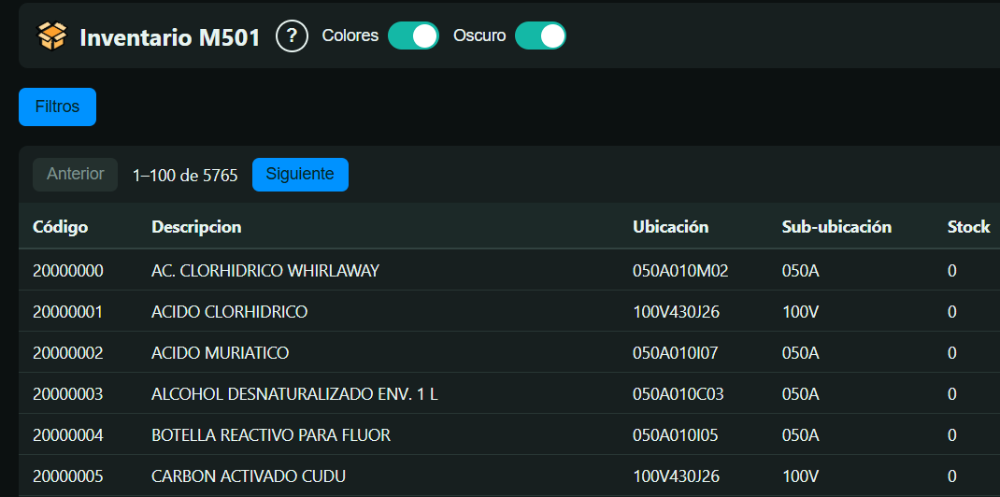 Inventario M501 ? Colores Oscuro
Filtros
Anterior 1–100 de 5765 Siguiente
Código Descripcion Ubicación Sub-ubicación Stock
20000000 AC. CLORHIDRICO WHIRLAWAY 050A010M02 050A 0
20000001 ACIDO CLORHIDRICO 100V430J26 100V 0
20000002 ACIDO MURIATICO 050A010I07 050A 0
20000003 ALCOHOL DESNATURALIZADO ENV. 1 L 050A010C03 050A 0
20000004 BOTELLA REACTIVO PARA FLUOR 050A010I05 050A 0
20000005 CARBON ACTIVADO CUDU 100V430J26 100V 0